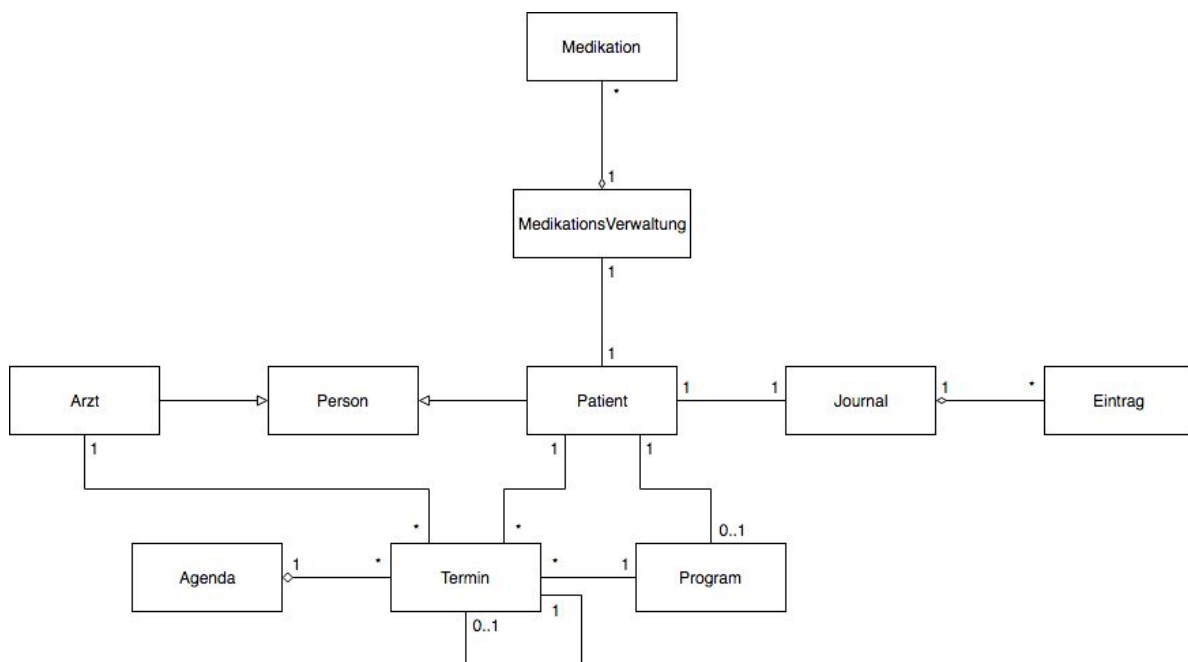 Medikation
*
1
MedikationsVerwaltung
1
1
Arzt
Person
Patient
1
1
Journal
1
*
Eintrag
1
1
1
*
*
0..1
Agenda
1
*
Termin
*
1
Program
0..1
1